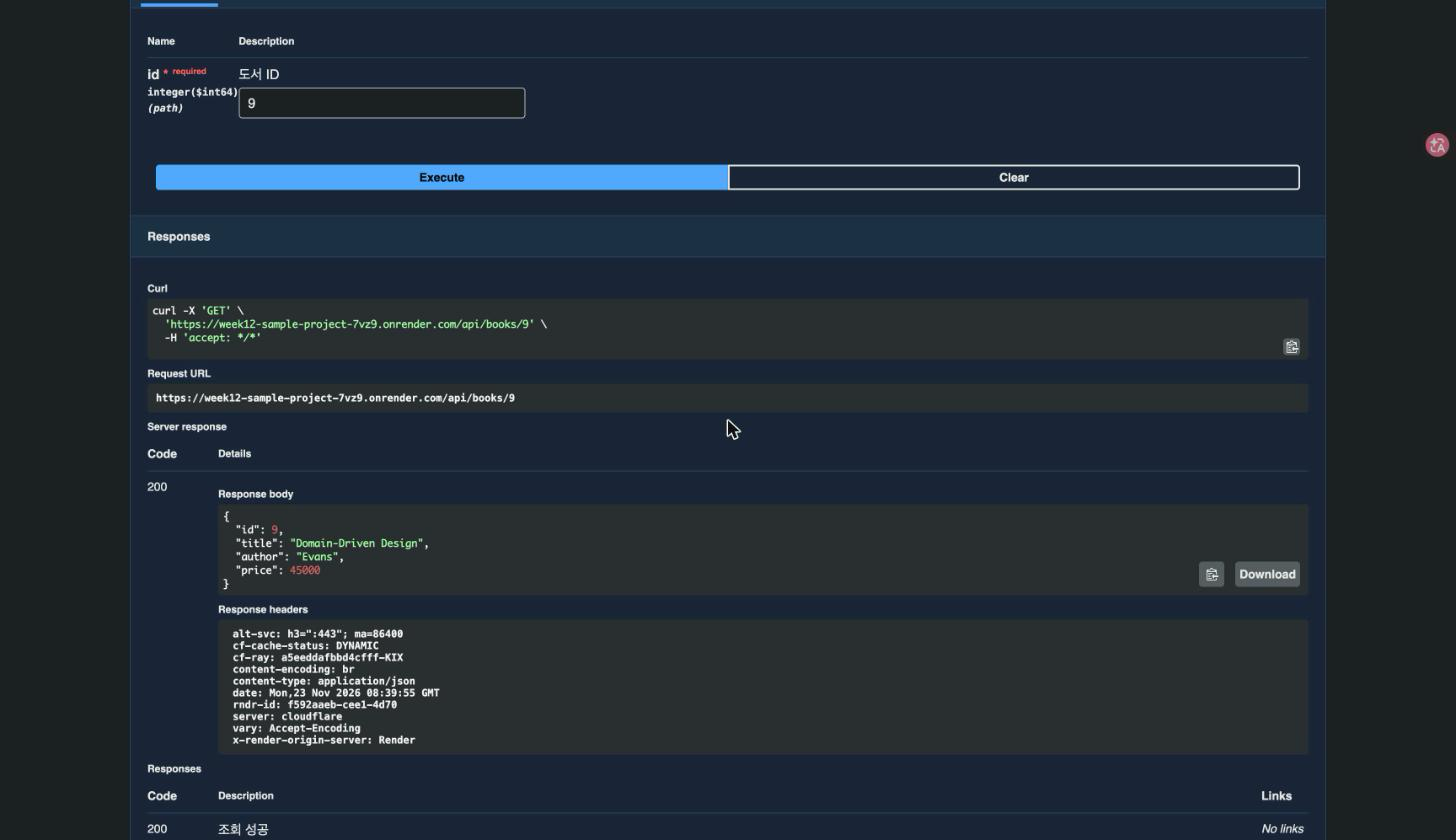 Name Description
id * required 도서 ID
integer($int64)
(path)
9
Execute Clear
Responses
Curl
curl -X 'GET' \
'https://week12-sample-project-7vz9.onrender.com/api/books/9' \
-H 'accept: */*'
Request URL
https://week12-sample-project-7vz9.onrender.com/api/books/9
Server response
Code Details
200
Response body
{
"id": 9,
"title": "Domain-Driven Design",
"author": "Evans",
"price": 45000
}
Download
Response headers
alt-svc: h3=":443"; ma=86400
cf-cache-status: DYNAMIC
cf-ray: a5eeddafbbd4cfff-KIX
content-encoding: br
content-type: application/json
date: Mon,23 Nov 2026 08:39:55 GMT
rndr-id: f592aaeb-cee1-4d70
server: cloudflare
vary: Accept-Encoding
x-render-origin-server: Render
Responses
Code Description Links
200 조회 성공 No links